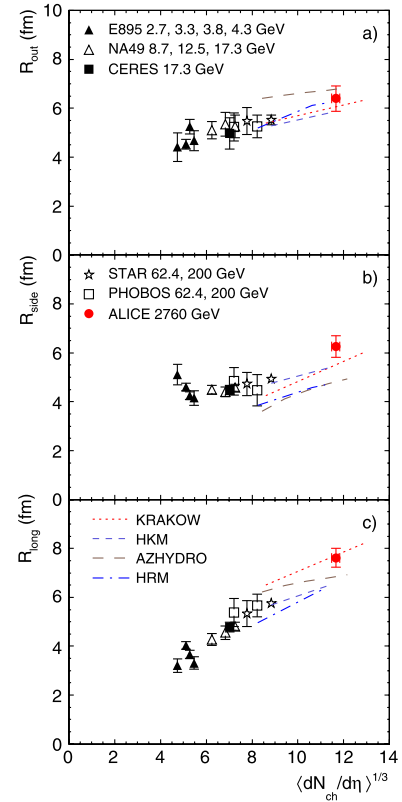 R_out (fm)
10
8
6
4
2
0
E895 2.7, 3.3, 3.8, 4.3 GeV
NA49 8.7, 12.5, 17.3 GeV
CERES 17.3 GeV
a)
R_side (fm)
8
6
4
2
0
STAR 62.4, 200 GeV
PHOBOS 62.4, 200 GeV
ALICE 2760 GeV
b)
R_long (fm)
8
6
4
2
0
KRAKOW
HKM
AZHYDRO
HRM
c)
0 2 4 6 8 10 12 14
⟨dN_ch/dη⟩^1/3